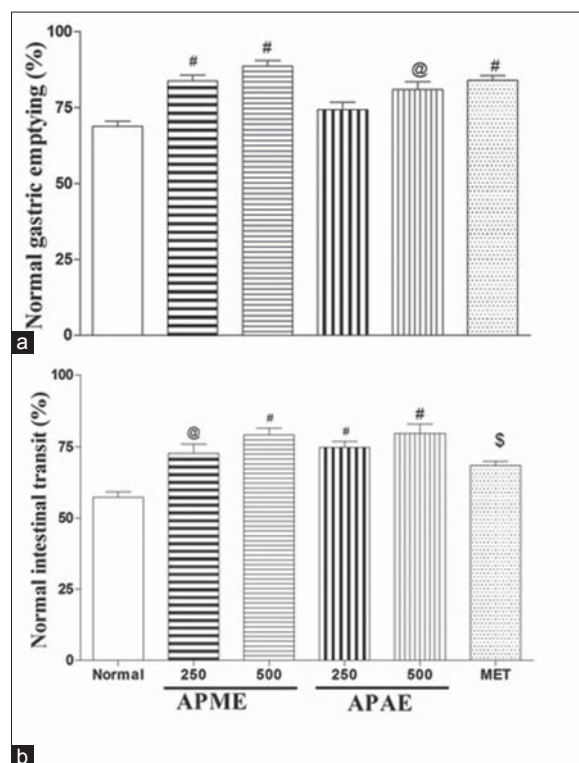 Normal gastric emptying (%)
100
75
50
25
0
# # @ #
a
Normal intestinal transit (%)
100
75
50
25
0
@ # # # $
Normal 250 500 250 500 MET
APME APAE
b